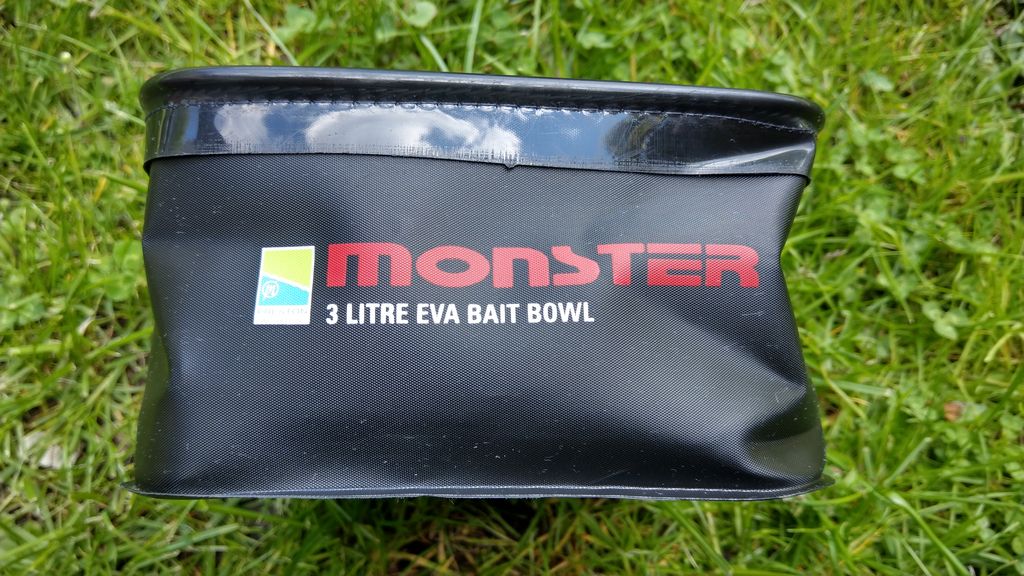 MONSTER
3 LITRE EVA BAIT BOWL